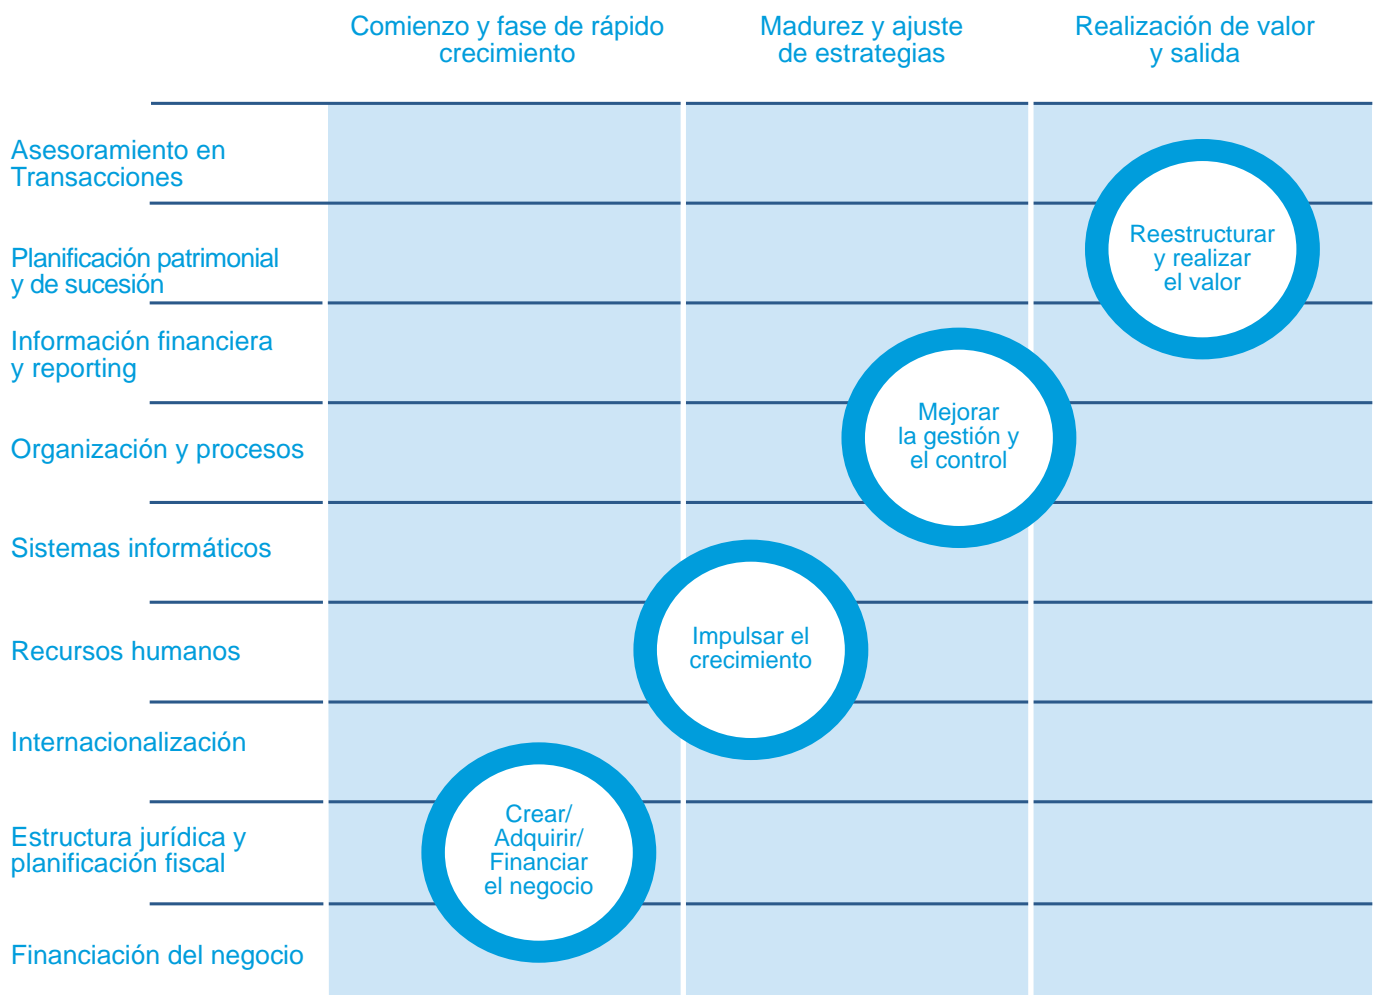 Comienzo y fase de rápido
crecimiento
Madurez y ajuste
de estrategias
Realización de valor
y salida
Asesoramiento en
Transacciones
Planificación patrimonial
y de sucesión
Reestructurar
y realizar
el valor
Información financiera
y reporting
Organización y procesos
Mejorar
la gestión y
el control
Sistemas informáticos
Recursos humanos
Impulsar el
crecimiento
Internacionalización
Estructura jurídica y
planificación fiscal
Crear/
Adquirir/
Financiar
el negocio
Financiación del negocio